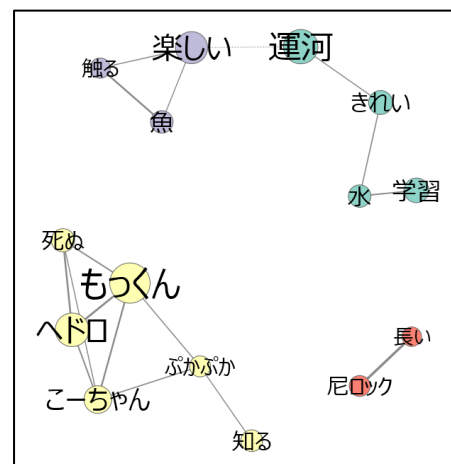 楽しい
運河
触る
きれい
魚
水
学習
死ぬ
もっくん
ヘドロ
長い
ぷかぷか
尼ロック
こーちゃん
知る